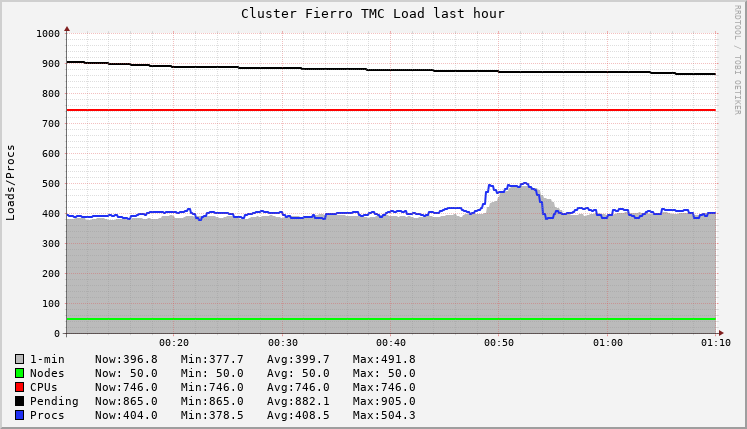 Cluster Fierro TMC Load last hour
RRDTOOL / TOBI OETIKER
Loads/Procs
1000
900
800
700
600
500
400
300
200
100
0
00:20 00:30 00:40 00:50 01:00 01:10
1-min Now:396.8 Min:377.7 Avg:399.7 Max:491.8
Nodes Now: 50.0 Min: 50.0 Avg: 50.0 Max: 50.0
CPUs Now:746.0 Min:746.0 Avg:746.0 Max:746.0
Pending Now:865.0 Min:865.0 Avg:882.1 Max:905.0
Procs Now:404.0 Min:378.5 Avg:408.5 Max:504.3